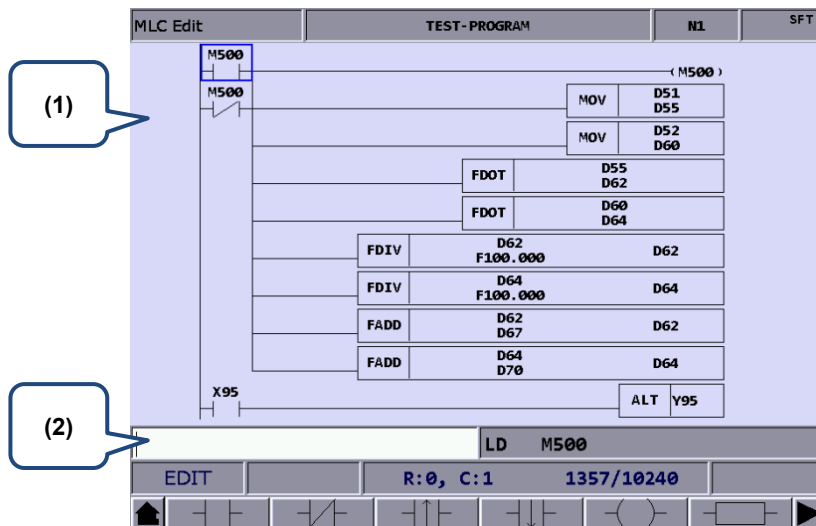 MLC Edit TEST-PROGRAM N1 SFT
M500
(M500)
(1)
M500
MOV D51
D55
MOV D52
D60
FDOT D55
D62
FDOT D60
D64
FDIV D62 D62
F100.000
FDIV D64 D64
F100.000
FADD D62 D62
D67
FADD D64 D64
D70
X95
ALT Y95
(2)
LD M500
EDIT R:0, C:1 1357/10240